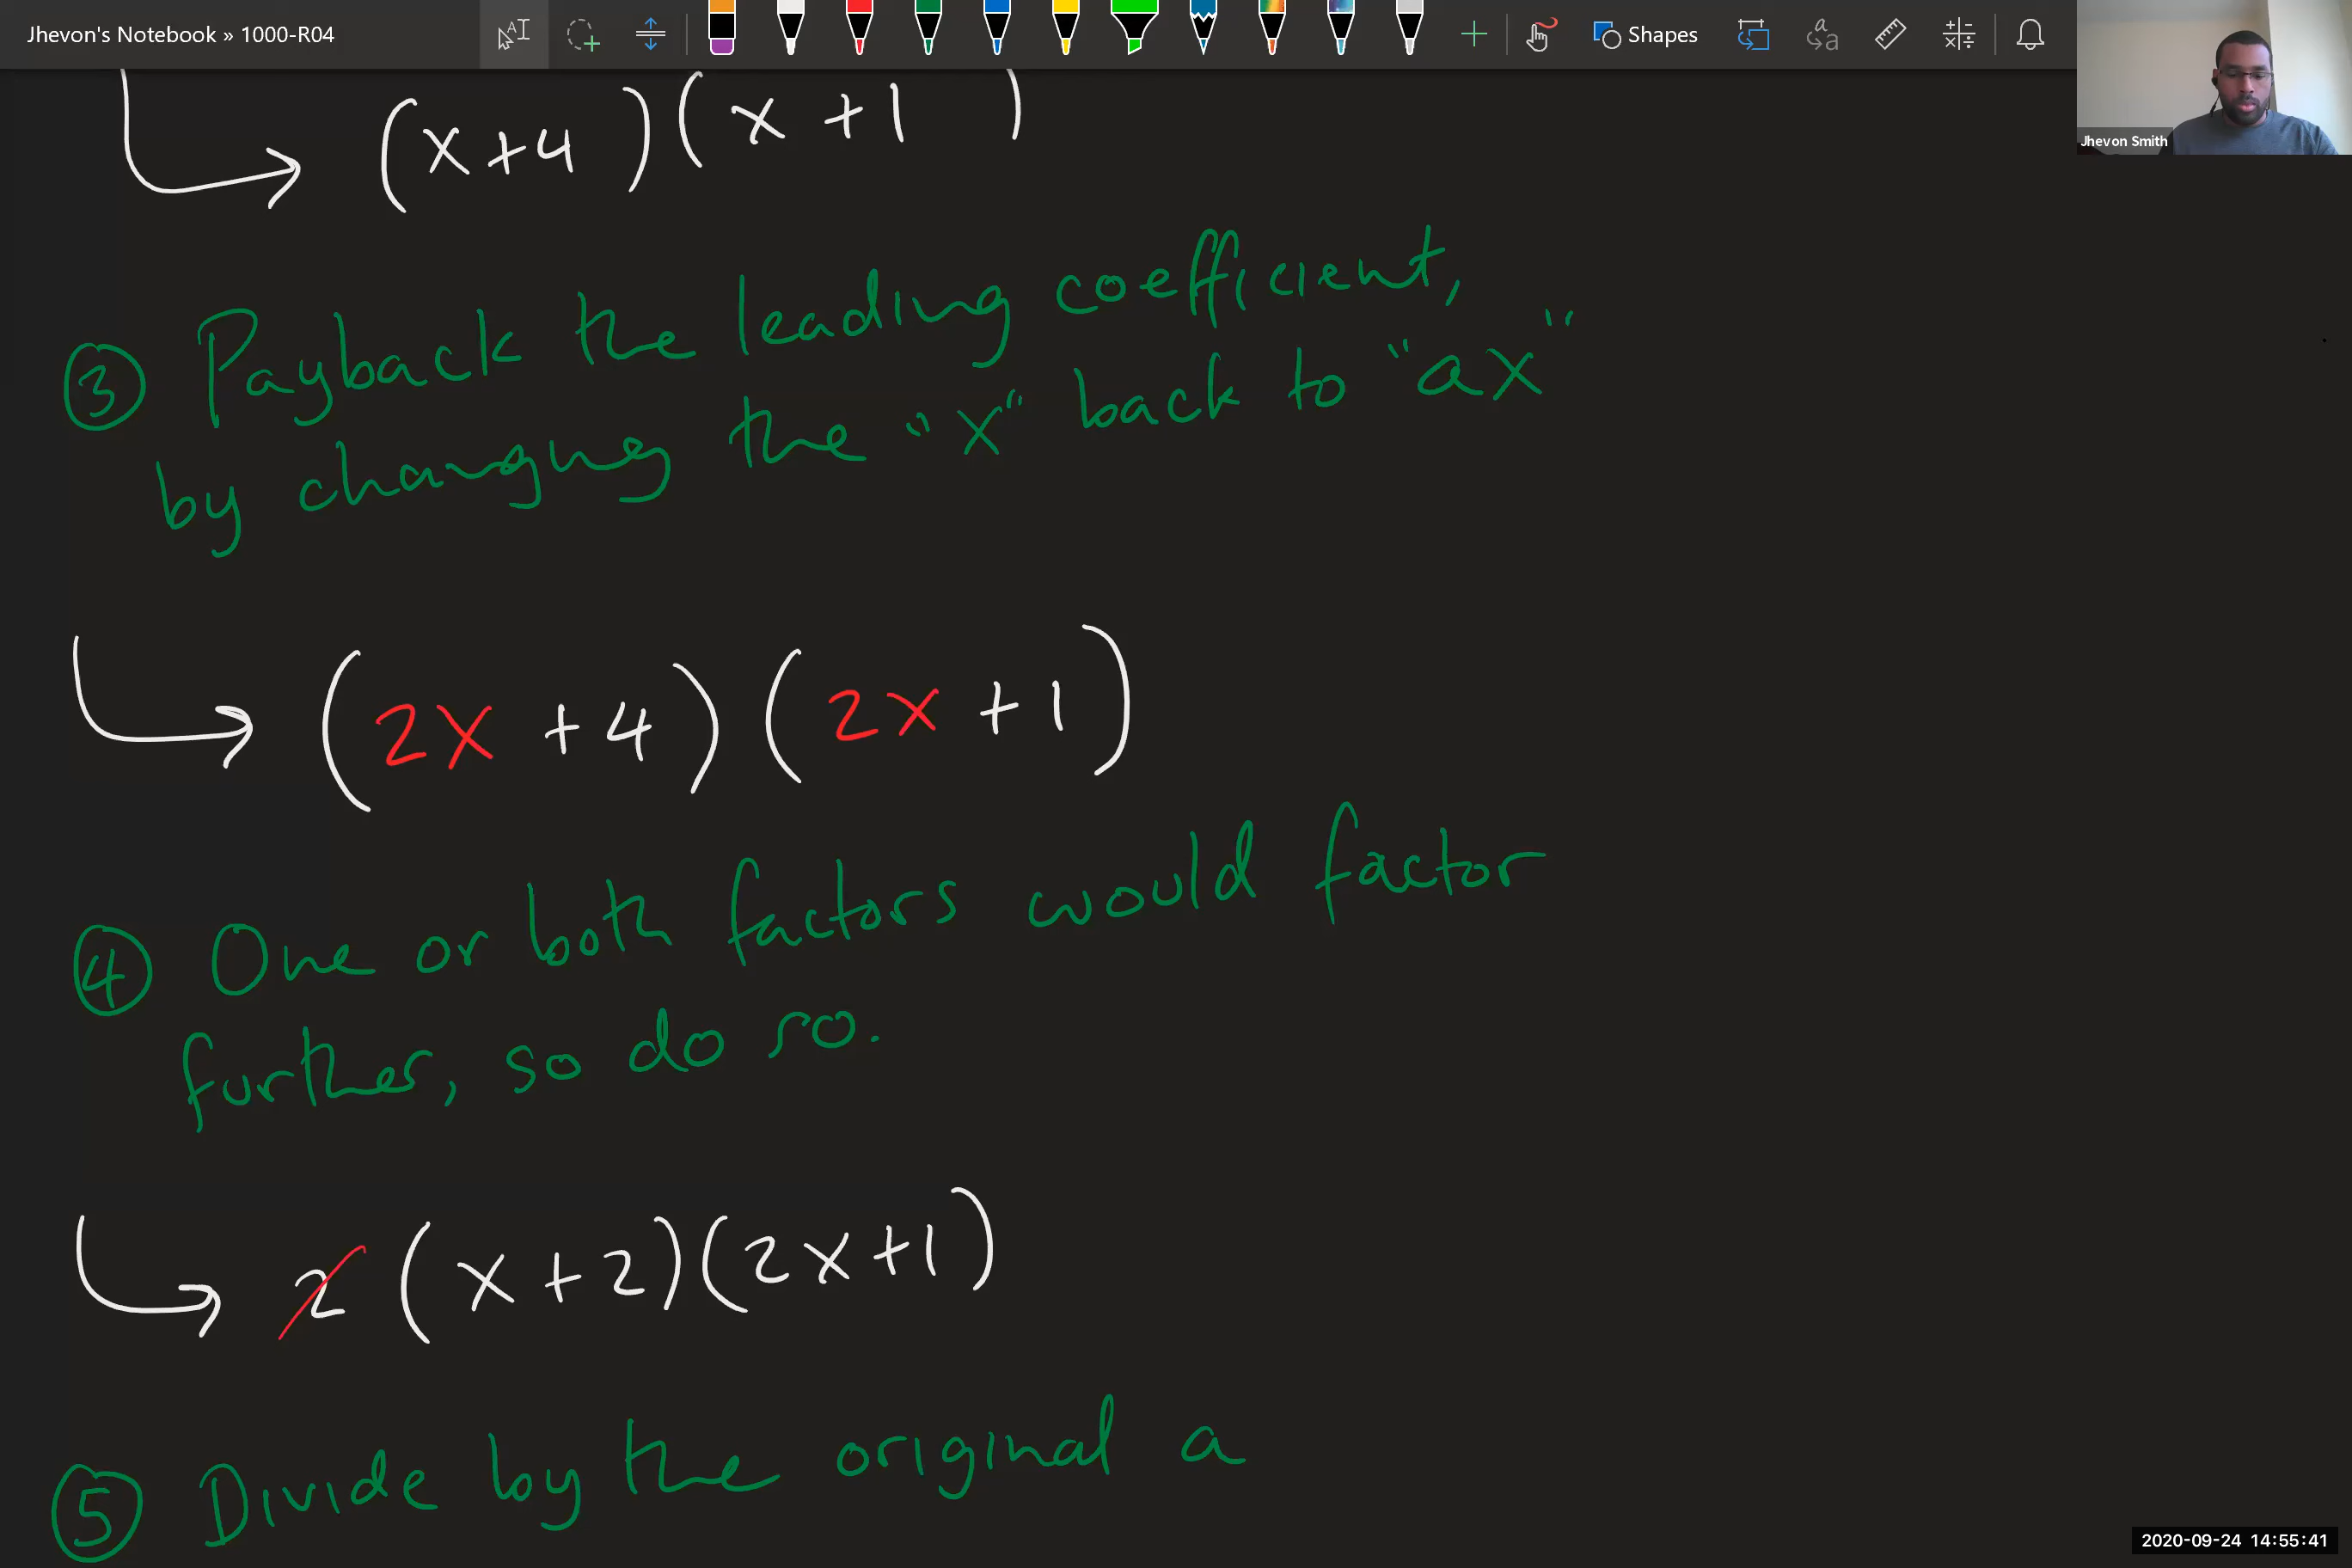 Jhevon's Notebook » 1000-R04
Shapes
Jhevon Smith
(x+4)(x+1)
③ Payback the leading coefficient,
by changing the "x" back to "ax"
(2x+4)(2x+1)
④ One or both factors would factor
further, so do so.
2(x+2)(2x+1)
⑤ Divide by the original a
2020-09-24 14:55:41